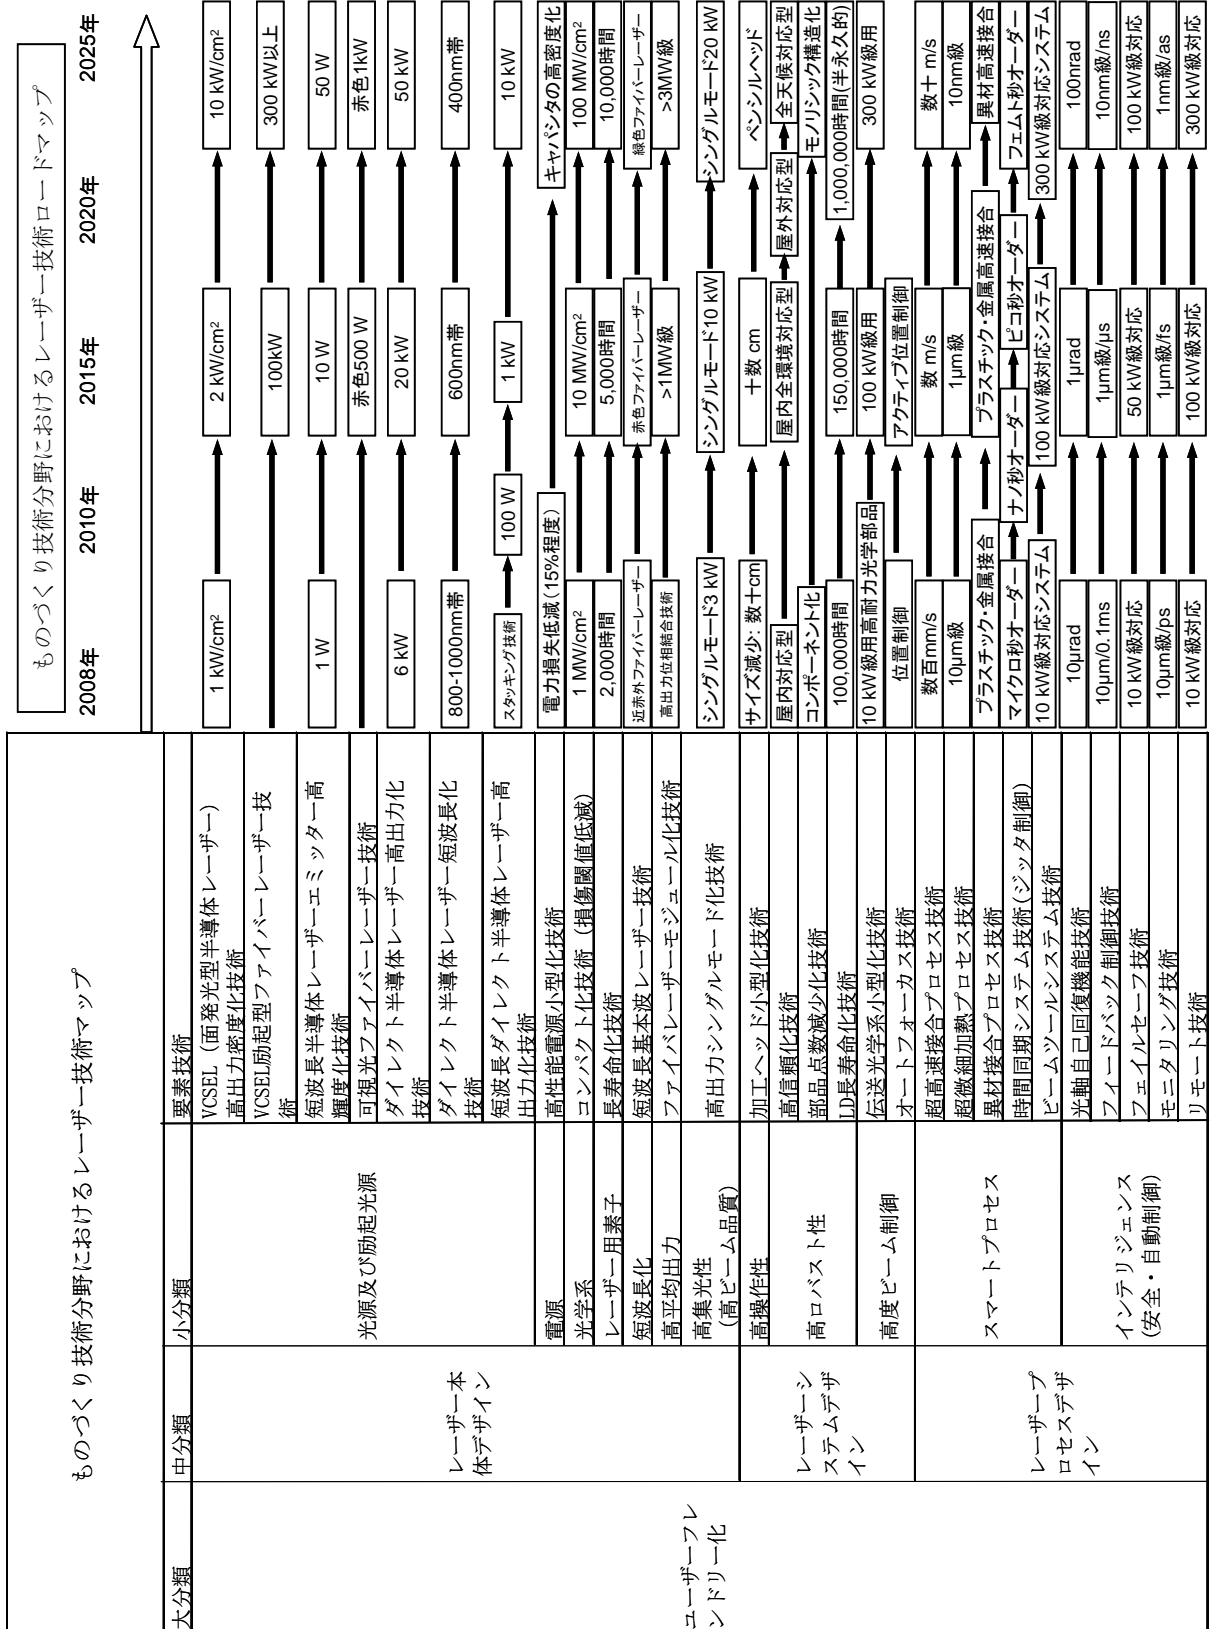 ものづくり技術分野におけるレーザー技術マップ
ものづくり技術分野におけるレーザー技術ロードマップ
2008年
2010年
2015年
2020年
2025年
大分類
中分類
小分類
要素技術
ユーザーフレ
ンドリー化
レーザー本
体デザイン
光源及び励起光源
VCSEL（面発光型半導体レーザー）
高出力密度化技術
1 kW/cm²
2 kW/cm²
10 kW/cm²
VCSEL励起型ファイバーレーザー技
術
100kW
300 kW以上
短波長半導体レーザーエミッター高
輝度化技術
1 W
10 W
50 W
可視光ファイバーレーザー技術
赤色500 W
赤色1kW
ダイレクト半導体レーザー高出力化
技術
6 kW
20 kW
50 kW
ダイレクト半導体レーザー短波長化
技術
800-1000nm帯
600nm帯
400nm帯
短波長ダイレクト半導体レーザー高
出力化技術
スタッキング技術
100 W
1 kW
10 kW
電源
高性能電源小型化技術
電力損失低減（15%程度）
キャパシタの高密度化
光学系
コンパクト化技術（損傷閾値低減）
1 MW/cm²
10 MW/cm²
100 MW/cm²
レーザー用素子
長寿命化技術
2,000時間
5,000時間
10,000時間
短波長化
短波長基本波レーザー技術
近赤外ファイバーレーザー
赤色ファイバーレーザー
緑色ファイバーレーザー
高平均出力
ファイバレーザーモジュール化技術
高出力位相結合技術
>1MW級
>3MW級
高集光性
（高ビーム品質）
高出力シングルモード化技術
シングルモード3 kW
シングルモード10 kW
シングルモード20 kW
レーザーシ
ステムデザ
イン
高操作性
加工ヘッド小型化技術
サイズ減少: 数十cm
十数 cm
ペンシルヘッド
高ロバスト性
高信頼化技術
屋内対応型
屋内全環境対応型
屋外対応型
全天候対応型
部品点数減少化技術
コンポーネント化
モノリシック構造化
LD長寿命化技術
100,000時間
150,000時間
1,000,000時間(半永久的)
高度ビーム制御
伝送光学系小型化技術
10 kW級用高耐力光学部品
100 kW級用
300 kW級用
オートフォーカス技術
位置制御
アクティブ位置制御
レーザープ
ロセスデザ
イン
スマートプロセス
超高速接合プロセス技術
数百mm/s
数 m/s
数十 m/s
超微細加熱プロセス技術
10μm級
1μm級
10nm級
異材接合プロセス技術
プラスチック・金属接合
プラスチック・金属高速接合
異材高速接合
時間同期システム技術(ジッタ制御)
マイクロ秒オーダー
ナノ秒オーダー
ピコ秒オーダー
フェムト秒オーダー
ビームツールシステム技術
10 kW級対応システム
100 kW級対応システム
300 kW級対応システム
インテリジェンス
(安全・自動制御)
光軸自己回復機能技術
10μrad
1μrad
100nrad
フィードバック制御技術
10μm/0.1ms
1μm級/μs
10nm級/ns
フェイルセーフ技術
10 kW級対応
50 kW級対応
100 kW級対応
モニタリング技術
10μm級/ps
1μm級/fs
1nm級/as
リモート技術
10 kW級対応
100 kW級対応
300 kW級対応